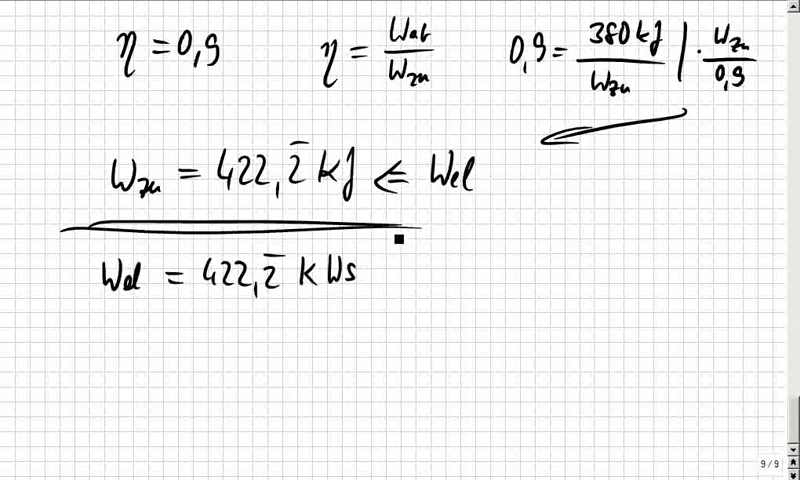 η = 0,9 η = Wab/Wzu 0,9 = 380 kJ/Wzu | · Wzu/0,9
Wzu = 422,2̅ kJ ⇐ Wel
Wel = 422,2̅ kWs
9/9